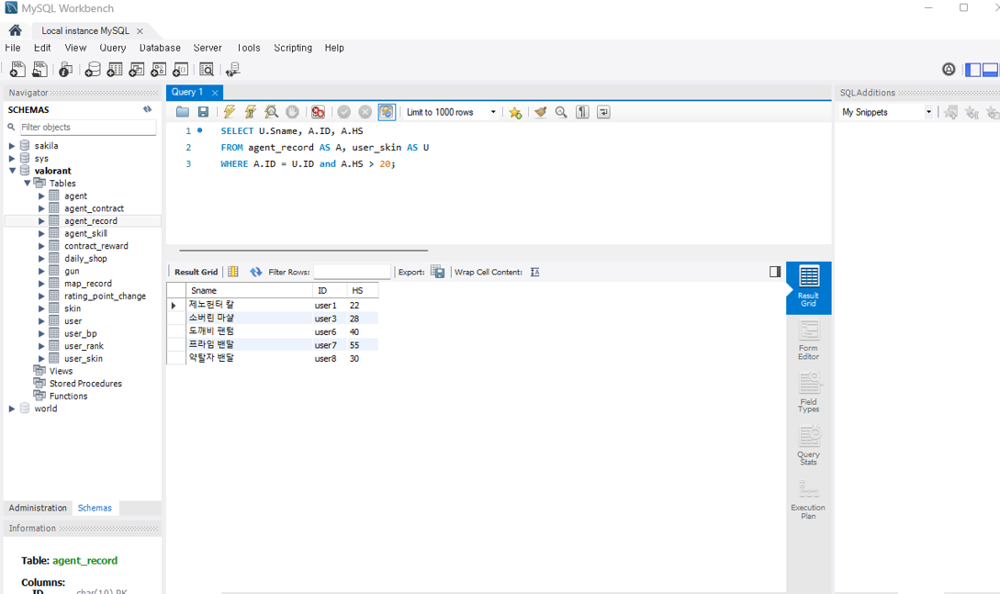 MySQL Workbench
Local instance MySQL
File Edit View Query Database Server Tools Scripting Help
Navigator
SCHEMAS
Filter objects
sakila
sys
valorant
Tables
agent
agent_contract
agent_record
agent_skill
contract_reward
daily_shop
gun
map_record
rating_point_change
skin
user
user_bp
user_rank
user_skin
Views
Stored Procedures
Functions
world
Administration Schemas
Information
Table: agent_record
Columns:
ID char(10) PK
Query 1
Limit to 1000 rows
1 SELECT U.Sname, A.ID, A.HS
2 FROM agent_record AS A, user_skin AS U
3 WHERE A.ID = U.ID and A.HS > 20;
Result Grid Filter Rows: Export: Wrap Cell Content:
Sname ID HS
제노헌터 칼 user1 22
소버린 마샬 user3 28
도깨비 팬텀 user6 40
프라임 밴달 user7 55
약탈자 밴달 user8 30
Result Grid
Form Editor
Field Types
Query Stats
Execution Plan
SQLAdditions
My Snippets